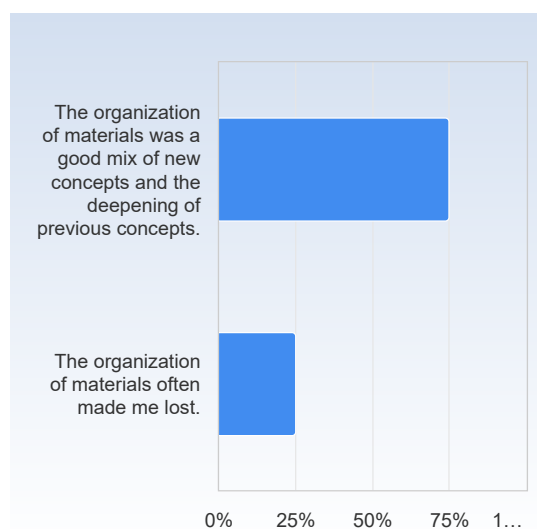 The organization
of materials was a
good mix of new
concepts and the
deepening of
previous concepts.
The organization
of materials often
made me lost.
0% 25% 50% 75% 1…